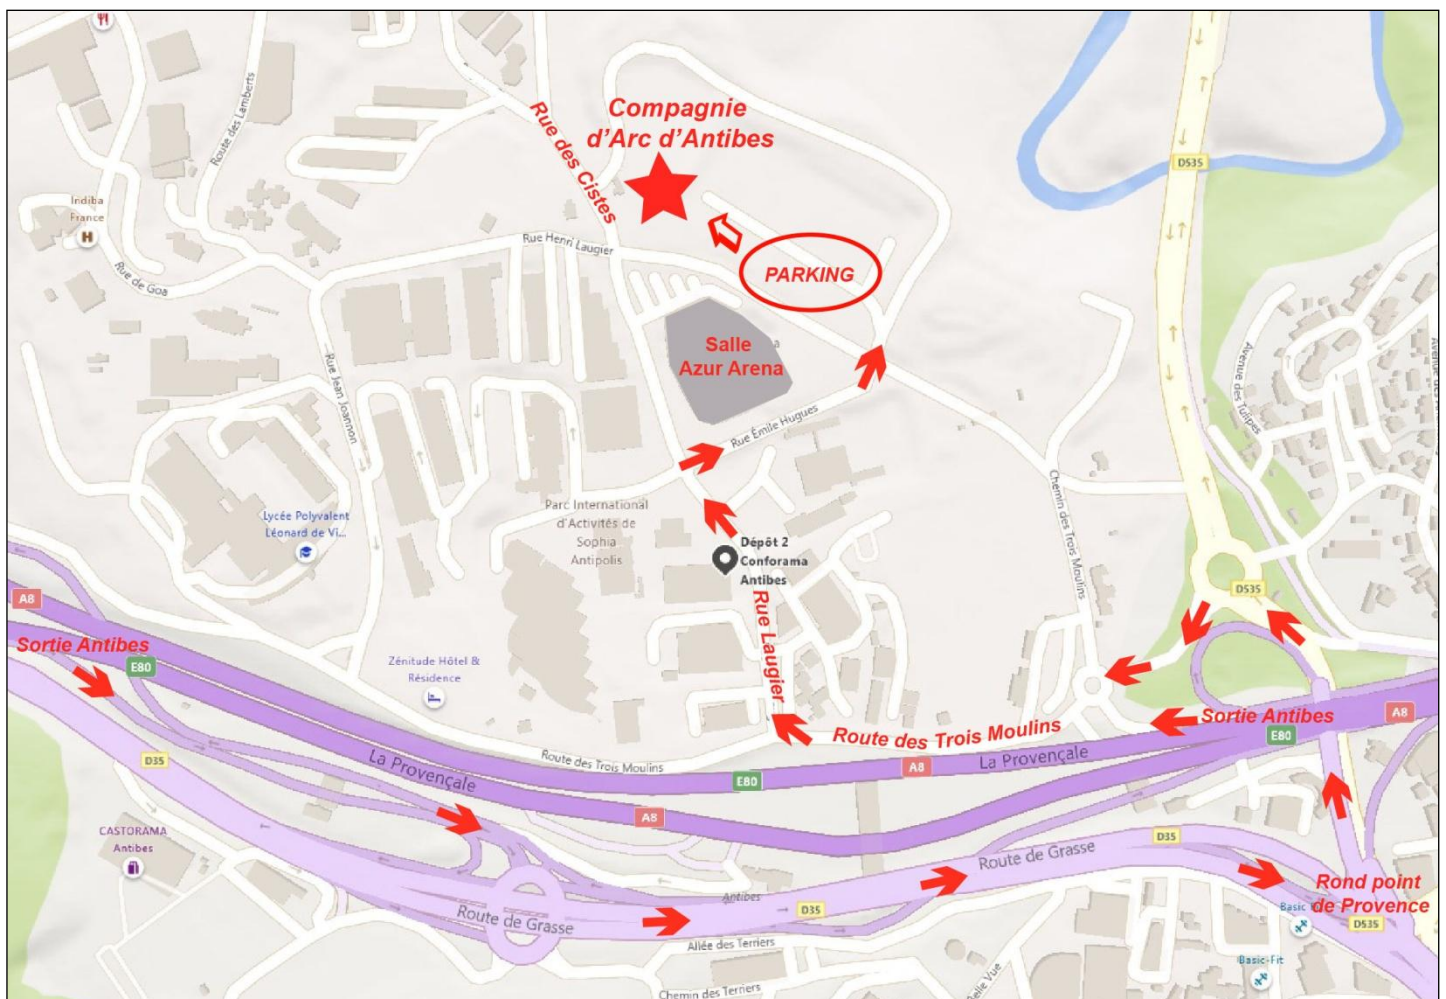 Compagnie
d'Arc d'Antibes
Rue des Cistes
Route des Lamberts
Indiba
France
H
Rue de Goa
Rue Henri Laugier
PARKING
D535
Salle
Azur Arena
Rue Jean Joannon
Rue Émile Hugues
Avenue des Tulipes
Chemin des Trois Moulins
Parc International
d'Activités de
Sophia
Antipolis
Lycée Polyvalent
Léonard de Vi...
Dépôt 2
Conforama
Antibes
D535
A8
Sortie Antibes
E80
Rue Laugier
Zénitude Hôtel &
Résidence
Route des Trois Moulins
Sortie Antibes
A8
E80
Route des Trois Moulins
La Provençale
A8
La Provençale
E80
A8
D35
CASTORAMA
Antibes
D35
Route de Grasse
Rond point
de Provence
Antibes
D35
Route de Grasse
Basic
D535
Allée des Terriers
Basic-Fit
Chemin des Terriers
Belle Vue